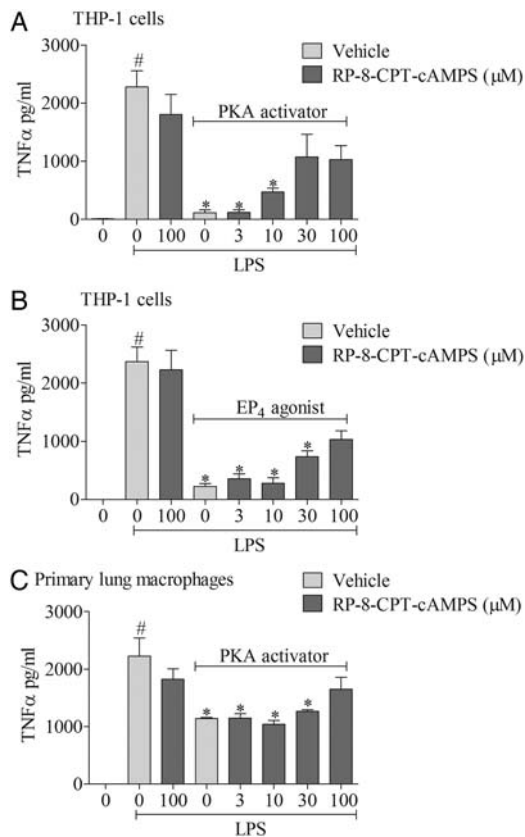 A THP-1 cells
Vehicle
RP-8-CPT-cAMPS (μM)
TNFα pg/ml
3000
2000
1000
0
#
PKA activator
* * *
0 0 100 0 3 10 30 100
LPS
B THP-1 cells
Vehicle
RP-8-CPT-cAMPS (μM)
TNFα pg/ml
3000
2000
1000
0
#
EP4 agonist
* * * *
0 0 100 0 3 10 30 100
LPS
C Primary lung macrophages
Vehicle
RP-8-CPT-cAMPS (μM)
TNFα pg/ml
3000
2000
1000
0
#
PKA activator
* * * *
0 0 100 0 3 10 30 100
LPS